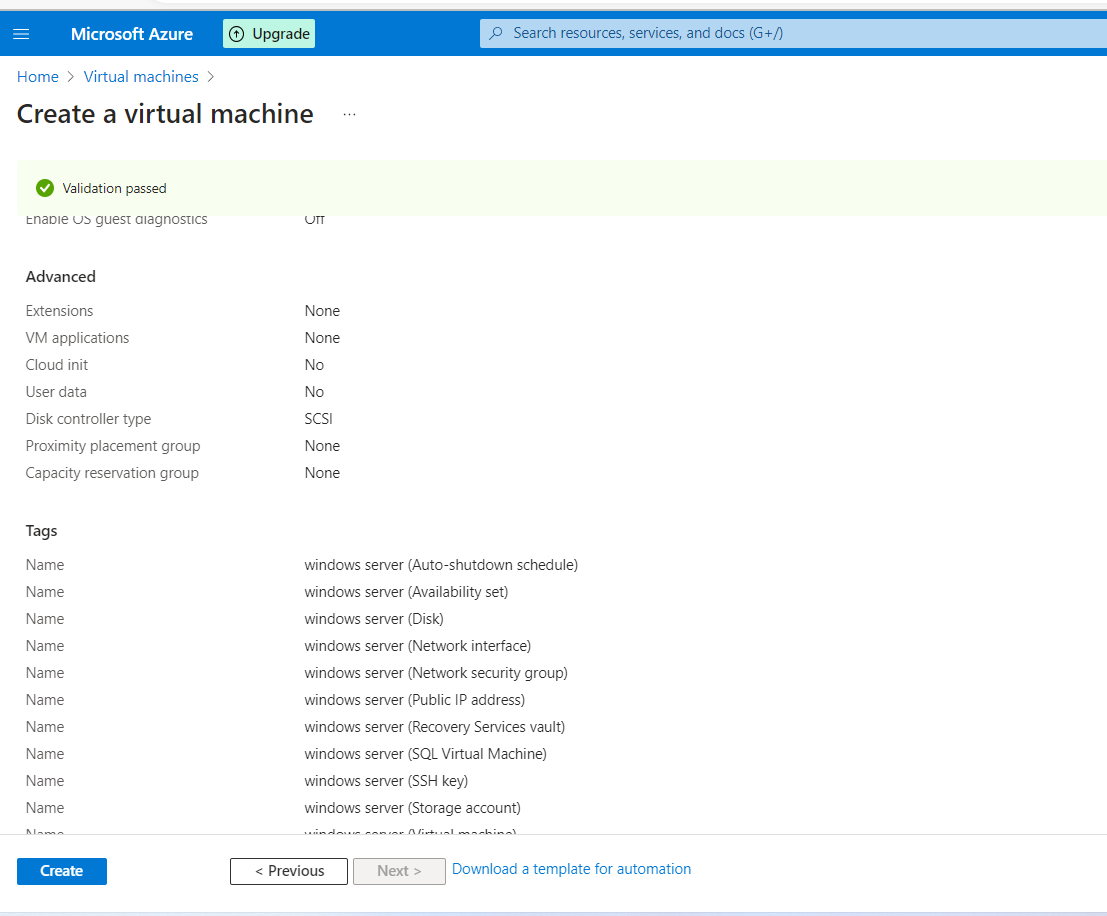 Microsoft Azure Upgrade Search resources, services, and docs (G+/)
Home > Virtual machines >
Create a virtual machine ...
Validation passed
Enable OS guest diagnostics Off
Advanced
Extensions None
VM applications None
Cloud init No
User data No
Disk controller type SCSI
Proximity placement group None
Capacity reservation group None
Tags
Name windows server (Auto-shutdown schedule)
Name windows server (Availability set)
Name windows server (Disk)
Name windows server (Network interface)
Name windows server (Network security group)
Name windows server (Public IP address)
Name windows server (Recovery Services vault)
Name windows server (SQL Virtual Machine)
Name windows server (SSH key)
Name windows server (Storage account)
Name windows server (Virtual machine)
Create < Previous Next > Download a template for automation